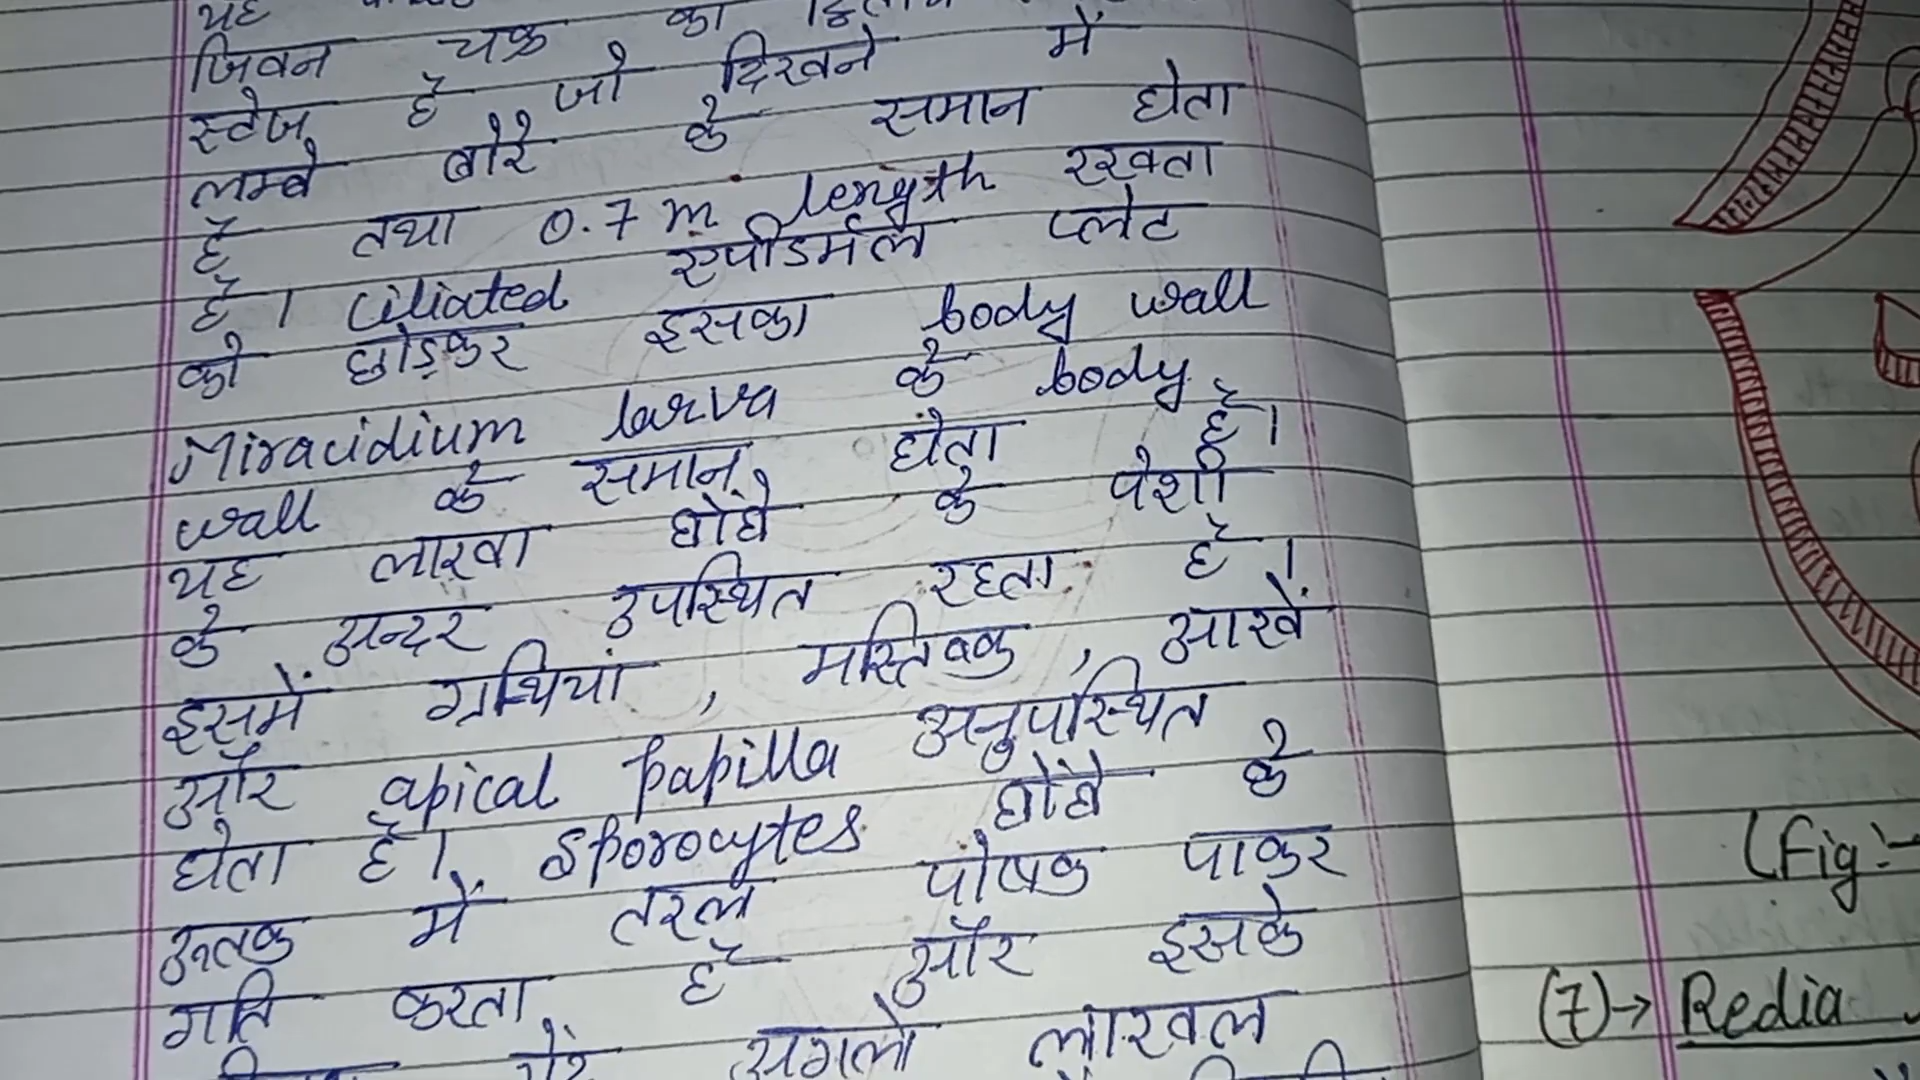 यह का
जिवन चक्र का द्वितीय
स्टेज है जो दिखने में
लम्बे बोरे के समान होता
है तथा 0.7 m length रखता
है। ciliated एपीडर्मल प्लेट
को छोड़कर इसका body wall
Miracidium larva के body
wall के समान होता है।
यह लारवा घोंघे के पेशी
के अन्दर उपस्थित रहता है।
इसमें ग्रंथियां, मस्तिष्क, आखें
और apical papilla अनुपस्थित
होता है। Sporocytes घोंघे के
ऊतक में तरल पोषक पाकर
गति करता है और इसके
अगलो लारवल
(Fig:-
(7)→ Redia